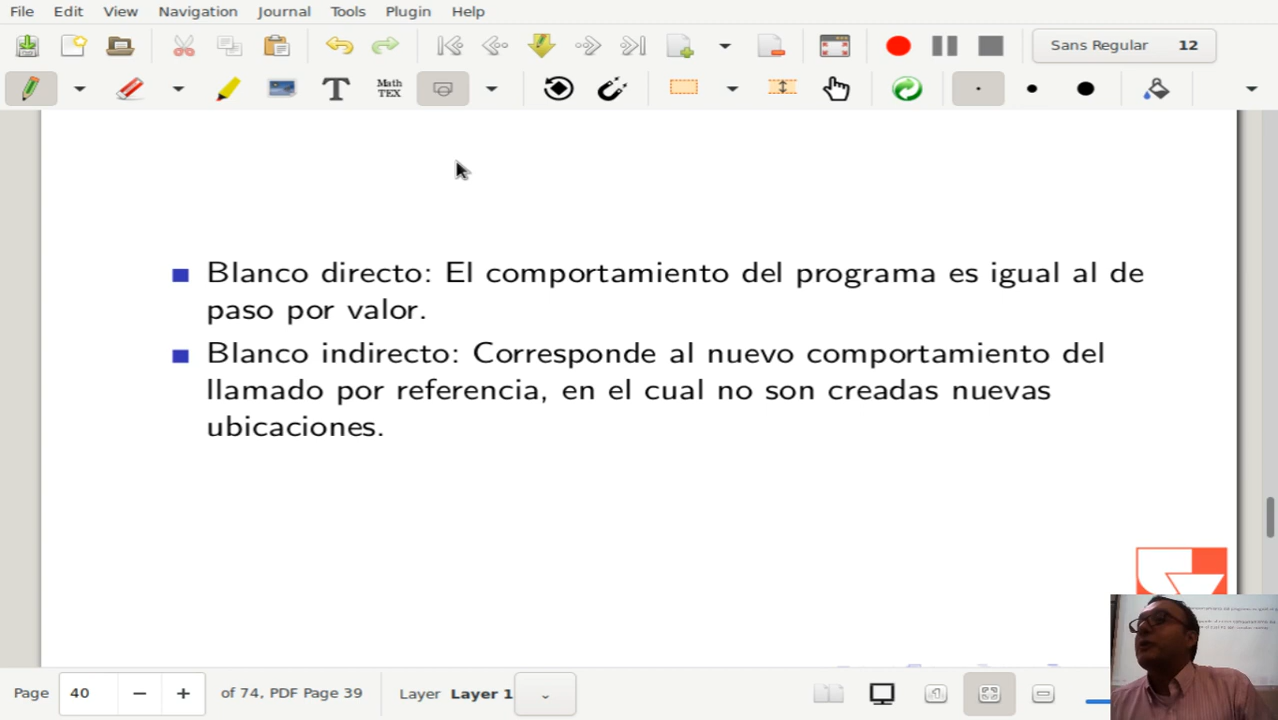 File Edit View Navigation Journal Tools Plugin Help
Sans Regular 12
T Math TEX
Blanco directo: El comportamiento del programa es igual al de
paso por valor.
Blanco indirecto: Corresponde al nuevo comportamiento del
llamado por referencia, en el cual no son creadas nuevas
ubicaciones.
Page 40 of 74, PDF Page 39 Layer Layer 1